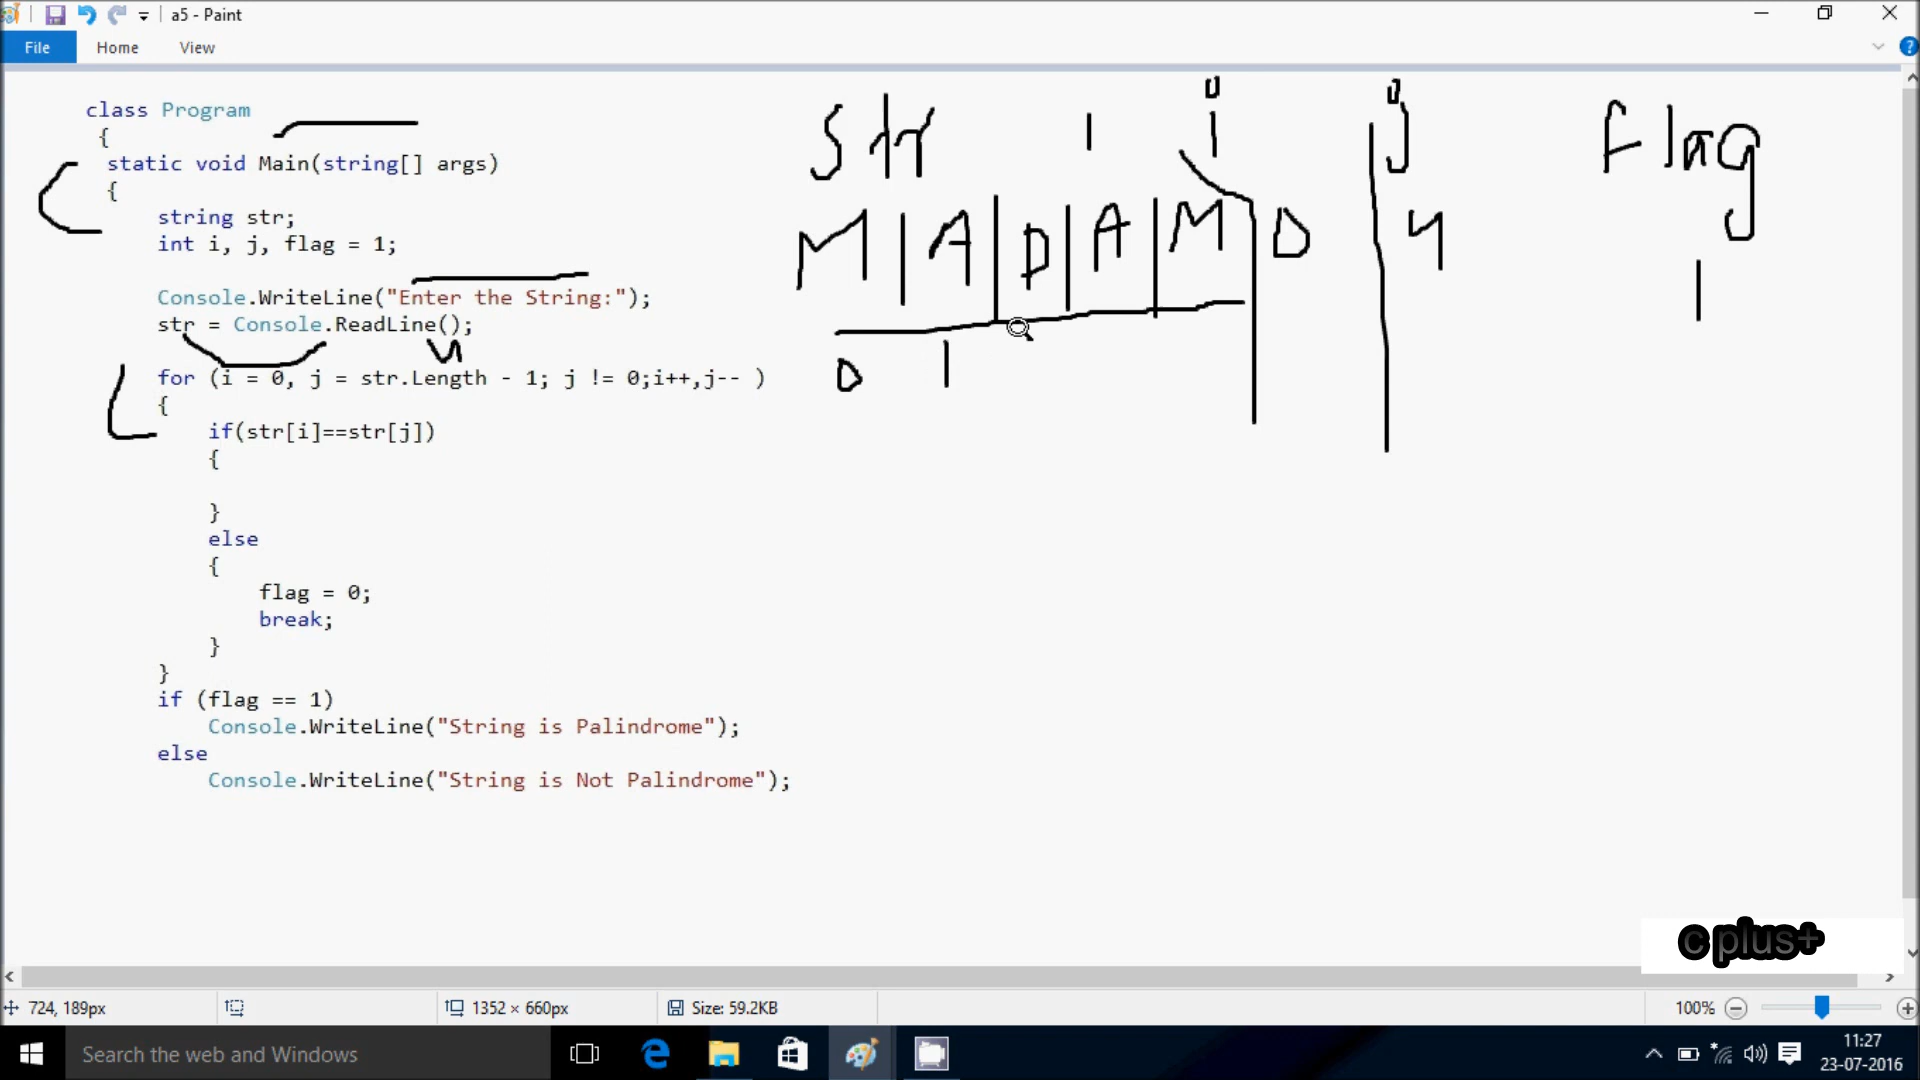 a5 - Paint
File Home View
class Program
{
static void Main(string[] args)
{
string str;
int i, j, flag = 1;
Console.WriteLine("Enter the String:");
str = Console.ReadLine();
for (i = 0, j = str.Length - 1; j != 0;i++,j-- )
{
if(str[i]==str[j])
{
}
else
{
flag = 0;
break;
}
}
if (flag == 1)
Console.WriteLine("String is Palindrome");
else
Console.WriteLine("String is Not Palindrome");
Str i j Flag
M A D A M 0 4 1
0 1
c plus+
724, 189px 1352 × 660px Size: 59.2KB 100%
Search the web and Windows
11:27
23-07-2016